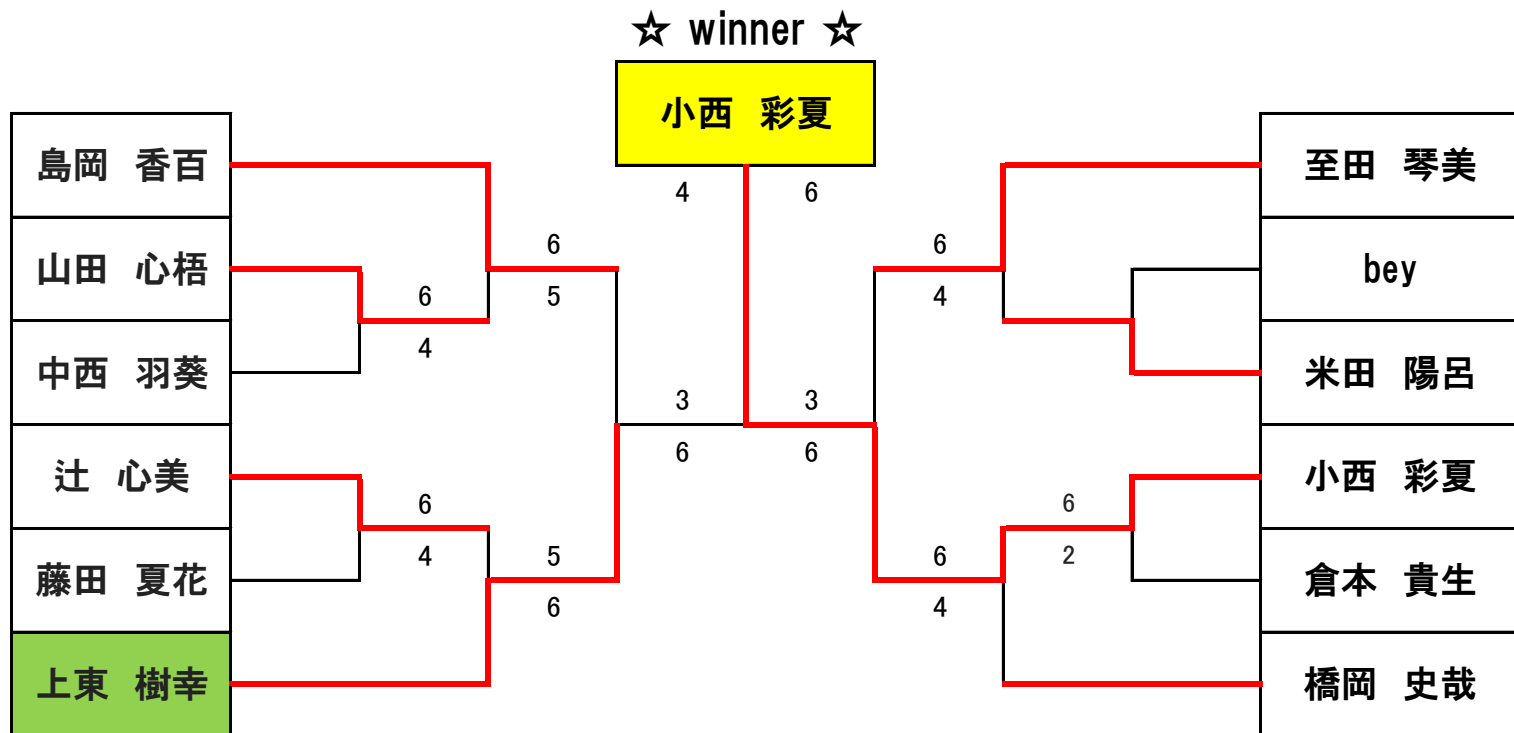 ☆ winner ☆
小西 彩夏
4 6
島岡 香百
山田 心梧
中西 羽葵
辻 心美
藤田 夏花
上東 樹幸
6
4
6
5
6
4
5
6
3
6
3
6
6
4
6
4
6
2
至田 琴美
bey
米田 陽呂
小西 彩夏
倉本 貴生
橋岡 史哉